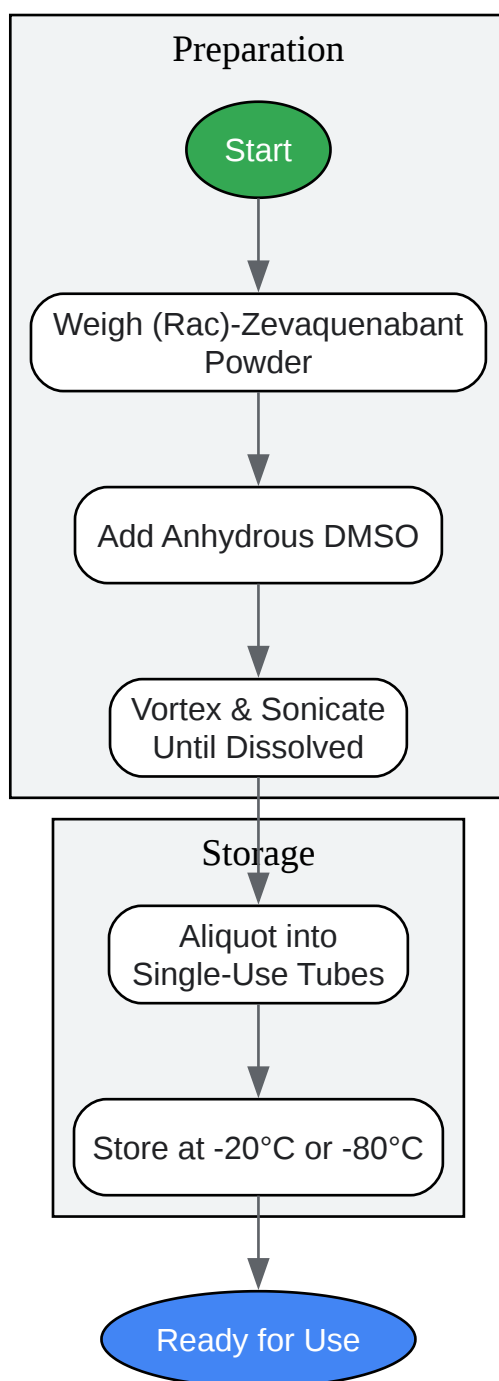 Preparation
Start
Weigh (Rac)-Zevaquenabant
Powder
Add Anhydrous DMSO
Vortex & Sonicate
Until Dissolved
Storage
Aliquot into
Single-Use Tubes
Store at -20°C or -80°C
Ready for Use